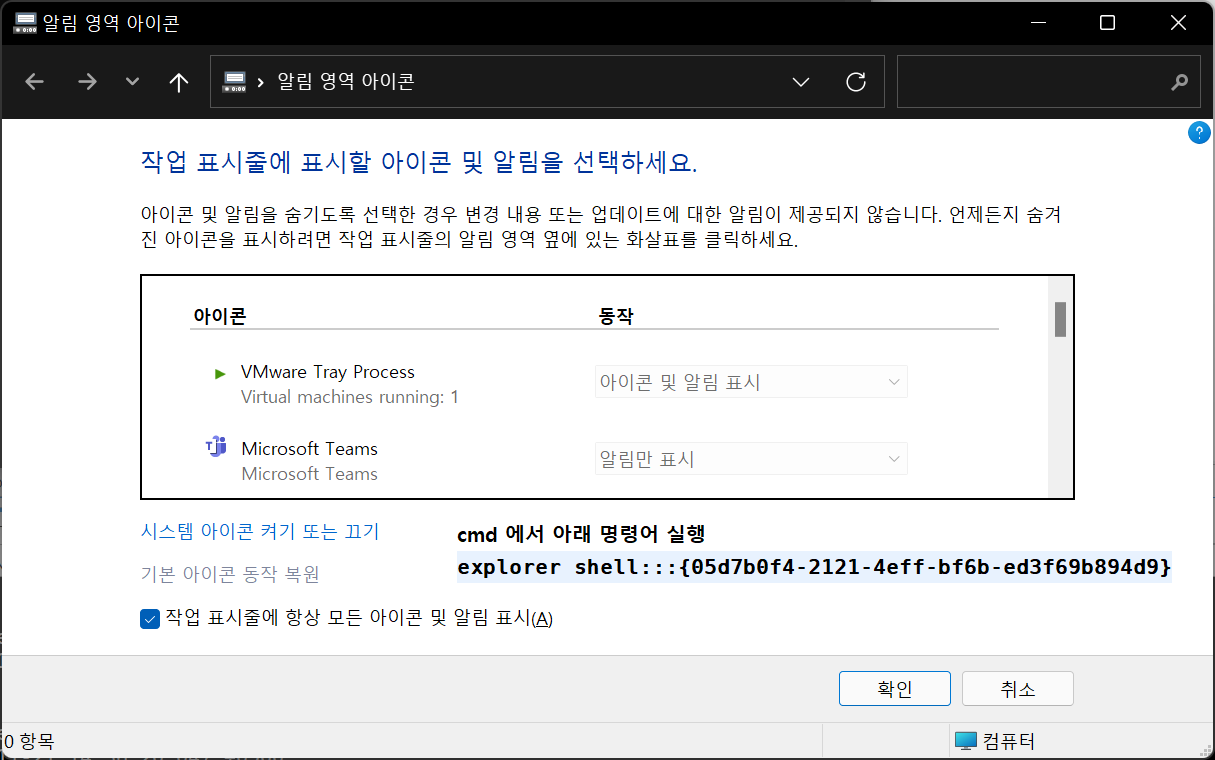 알림 영역 아이콘
알림 영역 아이콘
작업 표시줄에 표시할 아이콘 및 알림을 선택하세요.
아이콘 및 알림을 숨기도록 선택한 경우 변경 내용 또는 업데이트에 대한 알림이 제공되지 않습니다. 언제든지 숨겨
진 아이콘을 표시하려면 작업 표시줄의 알림 영역 옆에 있는 화살표를 클릭하세요.
아이콘 동작
VMware Tray Process
Virtual machines running: 1
아이콘 및 알림 표시
Microsoft Teams
Microsoft Teams
알림만 표시
시스템 아이콘 켜기 또는 끄기
cmd 에서 아래 명령어 실행
explorer shell:::{05d7b0f4-2121-4eff-bf6b-ed3f69b894d9}
기본 아이콘 동작 복원
작업 표시줄에 항상 모든 아이콘 및 알림 표시(A)
확인 취소
0 항목 컴퓨터